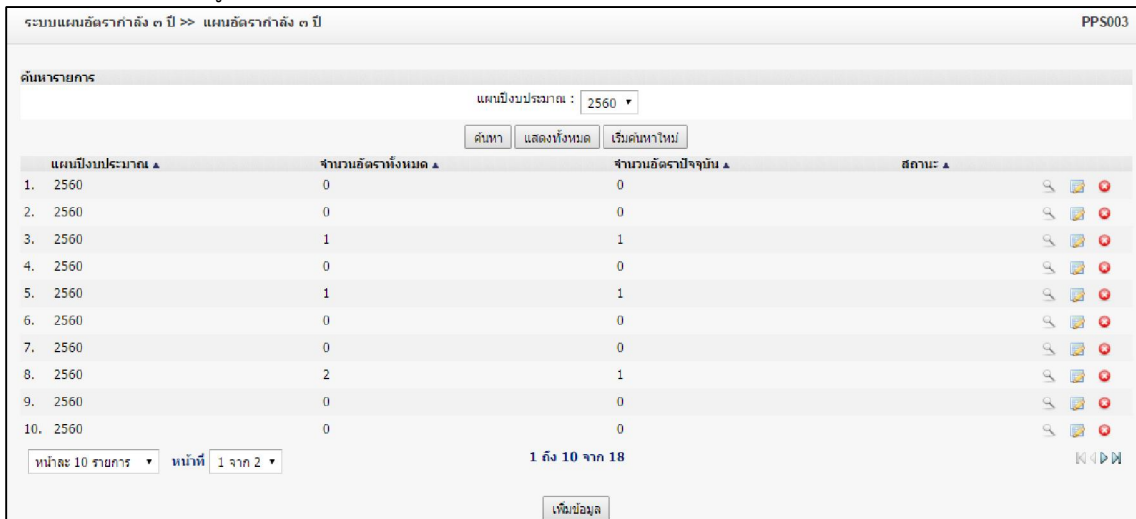 ระบบแผนอัตรากำลัง ๓ ปี >> แผนอัตรากำลัง ๓ ปี PPS003
ค้นหารายการ
แผนปีงบประมาณ : 2560
ค้นหา แสดงทั้งหมด เริ่มค้นหาใหม่
แผนปีงบประมาณ จำนวนอัตราทั้งหมด จำนวนอัตราปัจจุบัน สถานะ
1. 2560 0 0
2. 2560 0 0
3. 2560 1 1
4. 2560 0 0
5. 2560 1 1
6. 2560 0 0
7. 2560 0 0
8. 2560 2 1
9. 2560 0 0
10. 2560 0 0
หน้าละ 10 รายการ หน้าที่ 1 จาก 2 1 ถึง 10 จาก 18
เพิ่มข้อมูล